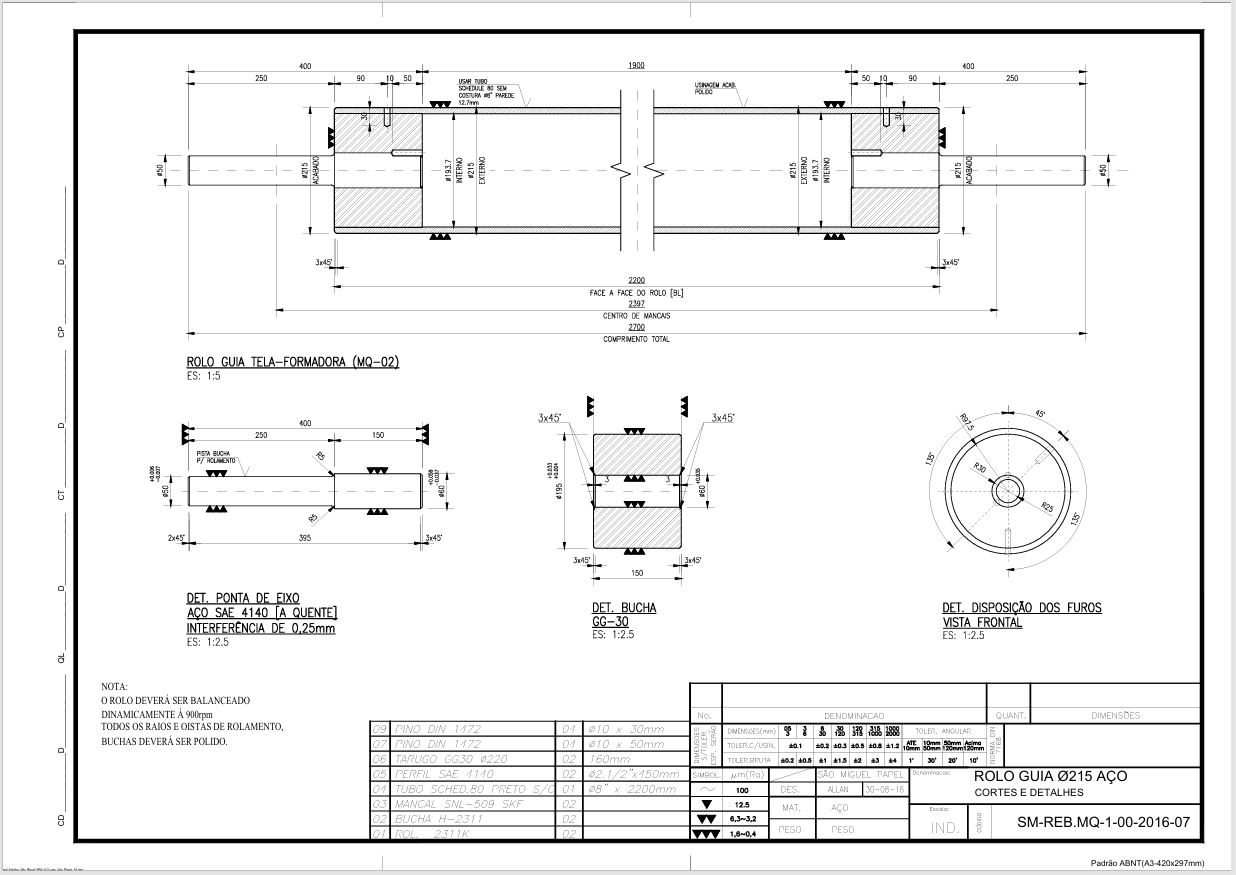 400
1900
400
250
90
10
50
50
10
90
250
USAR TUBO
SCHEDULE 80 SEM
COSTURA ø8" PAREDE
12.7mm
USINAGEM ACAB.
POLIDO
30
30
ø50
ø215
ACABADO
ø193.7
INTERNO
ø215
EXTERNO
ø215
EXTERNO
ø193.7
INTERNO
ø215
ACABADO
ø50
3x45°
3x45°
2200
FACE A FACE DO ROLO [BL]
2397
CENTRO DE MANCAIS
2700
COMPRIMENTO TOTAL
ROLO GUIA TELA-FORMADORA (MQ-02)
ES: 1:5
400
250
150
PISTA BUCHA
P/ ROLAMENTO
R5
R5
ø50
ø60
2x45°
395
3x45°
DET. PONTA DE EIXO
AÇO SAE 4140 [A QUENTE]
INTERFERÊNCIA DE 0,25mm
ES: 1:2.5
3x45°
3x45°
ø195
3
3
ø60
3x45°
3x45°
150
DET. BUCHA
GG-30
ES: 1:2.5
R97.5
45°
135°
R30
R25
135°
DET. DISPOSIÇÃO DOS FUROS
VISTA FRONTAL
ES: 1:2.5
D
CP
D
CT
D
QL
D
CD
NOTA:
O ROLO DEVERÁ SER BALANCEADO
DINAMICAMENTE À 900rpm
TODOS OS RAIOS E OISTAS DE ROLAMENTO,
BUCHAS DEVERÁ SER POLIDO.
09 PINO DIN 1472 04 ø10 x 30mm
07 PINO DIN 1472 04 ø10 x 50mm
06 TARUGO GG30 Ø220 02 160mm
05 PERFIL SAE 4140 02 ø2.1/2"x450mm
04 TUBO SCHED.80 PRETO S/C 01 ø8" x 2200mm
03 MANCAL SNL-509 SKF 02
02 BUCHA H-2311 02
01 ROL. 2311K 02
No. DENOMINACAO QUANT. DIMENSÕES
DIMENSÕES
S/TOLER.
ESP. SERÃO
DIMENSÕES(mm) 05 3 3 6 6 30 30 120 120 315 315 1000 1000 2000 TOLER. ANGULAR
TOLER.C/USIN. ±0.1 ±0.2 ±0.3 ±0.5 ±0.8 ±1.2 ATE 10mm 10mm 50mm 50mm 120mm Acima 120mm
TOLER.BRUTA ±0.2 ±0.5 ±1 ±1.5 ±2 ±3 ±4 1° 30' 20' 10'
NORMA DIN
7168
SIMBOL. µm(Ra)
100
12.5
6,3~3,2
1,6~0,4
SÃO MIGUEL PAPEL
DES. ALLAN 30-08-16
MAT. AÇO
PESO PESO
Denominacao:
ROLO GUIA Ø215 AÇO
CORTES E DETALHES
Escala:
IND.
CÓDIGO
SM-REB.MQ-1-00-2016-07
Padrão ABNT(A3-420x297mm)